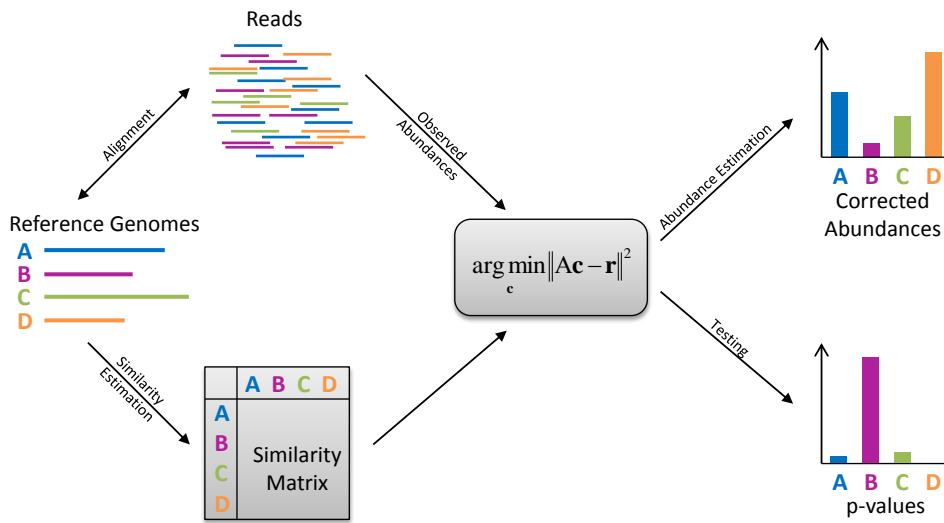 Reads
Alignment
Observed
Abundances
Reference Genomes
A
B
C
D
Similarity
Estimation
A B C D
A
B
C
D
Similarity
Matrix
arg min‖Ac − r‖²
c
Abundance Estimation
A B C D
Corrected
Abundances
Testing
A B C D
p-values